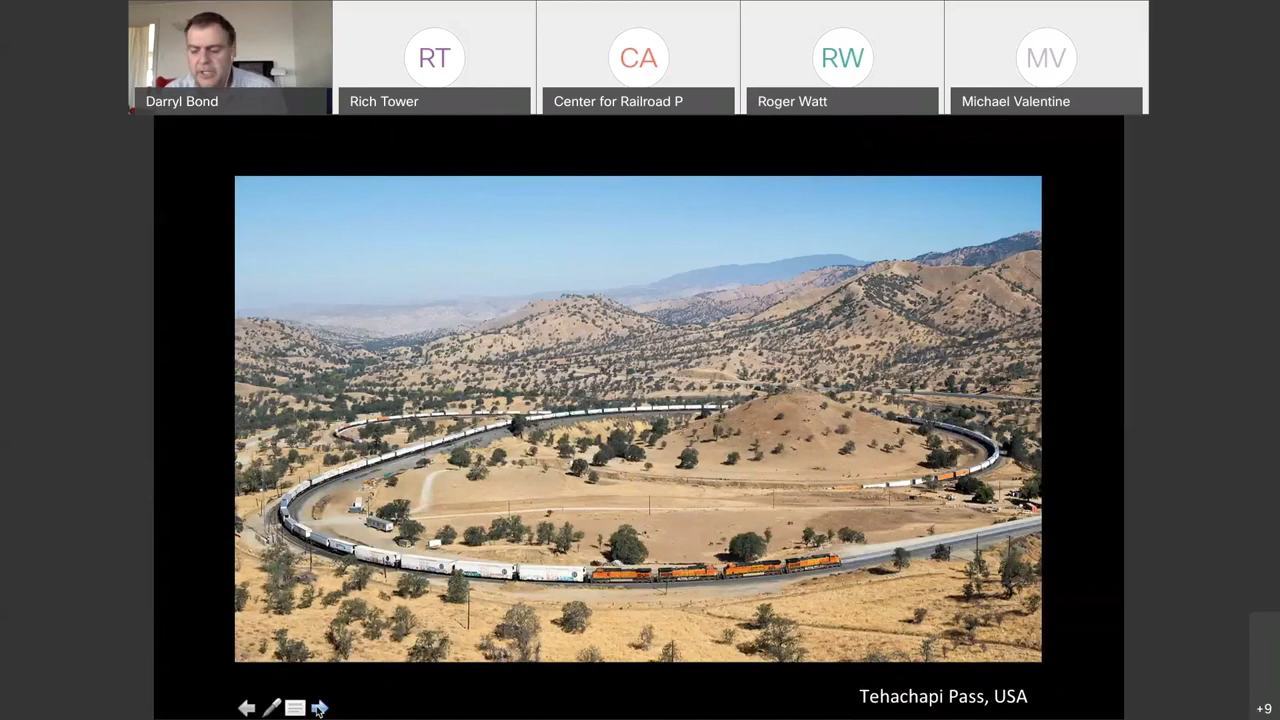 RT
CA
RW
MV
Darryl Bond
Rich Tower
Center for Railroad P
Roger Watt
Michael Valentine
Tehachapi Pass, USA
+9